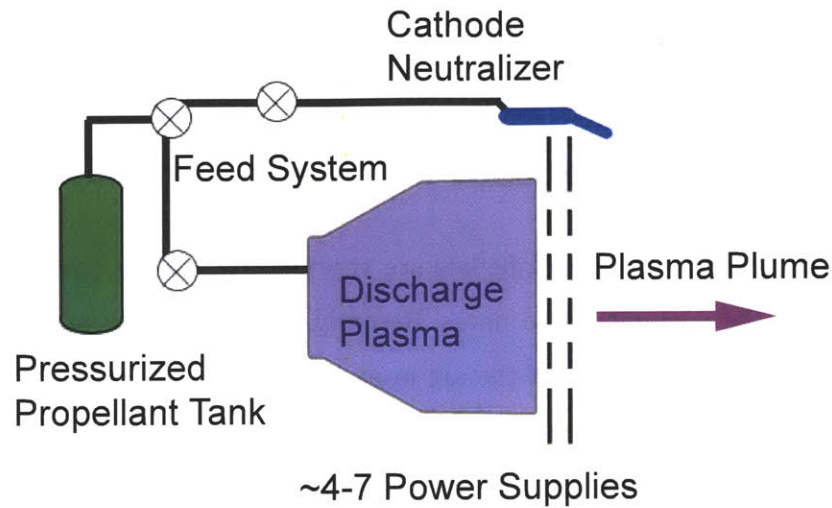 Cathode
Neutralizer
Feed System
Discharge
Plasma
Plasma Plume
Pressurized
Propellant Tank
~4-7 Power Supplies